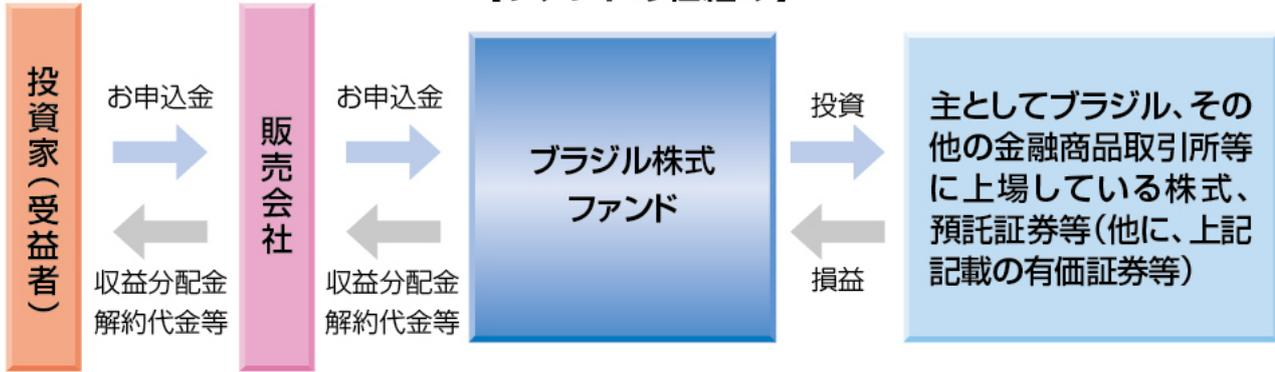 投資家(受益者)
お申込金
収益分配金
解約代金等
販売会社
お申込金
収益分配金
解約代金等
ブラジル株式
ファンド
投資
損益
主としてブラジル、その
他の金融商品取引所等
に上場している株式、
預託証券等(他に、上記
記載の有価証券等)